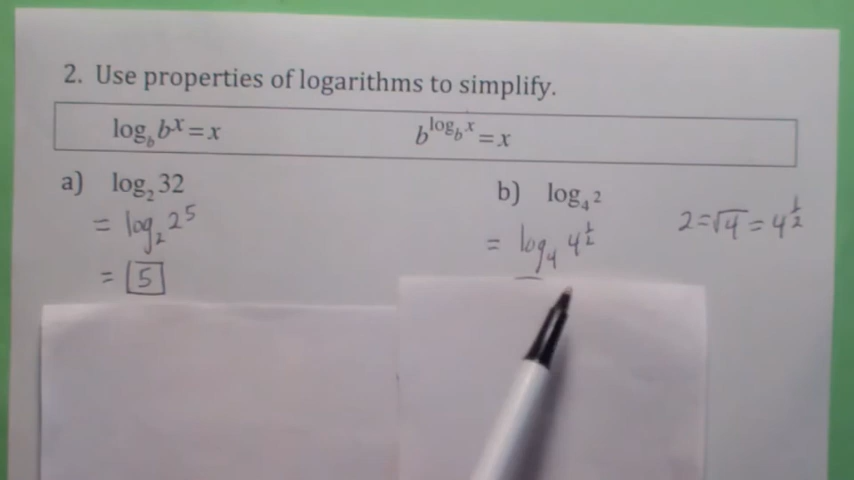 2. Use properties of logarithms to simplify.
log_b b^x = x
b^{log_b x} = x
a) log_2 32
= log_2 2^5
= 5
b) log_4 2
= log_4 4^{1/2}
2 = √4 = 4^{1/2}